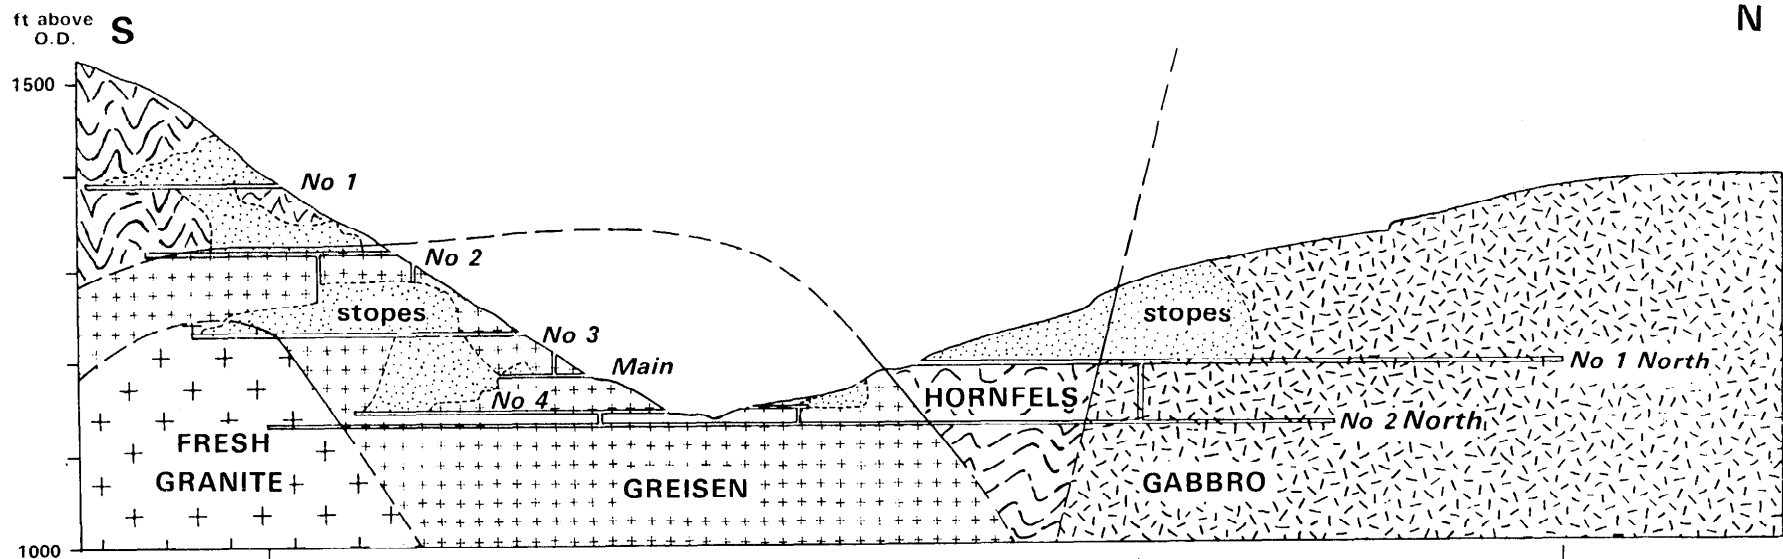 ft above
O.D.
S
N
1500
No 1
No 2
stopes
stopes
No 3
Main
No 1 North
No 4
HORNFELS
No 2 North
FRESH
GRANITE
GREISEN
GABBRO
1000